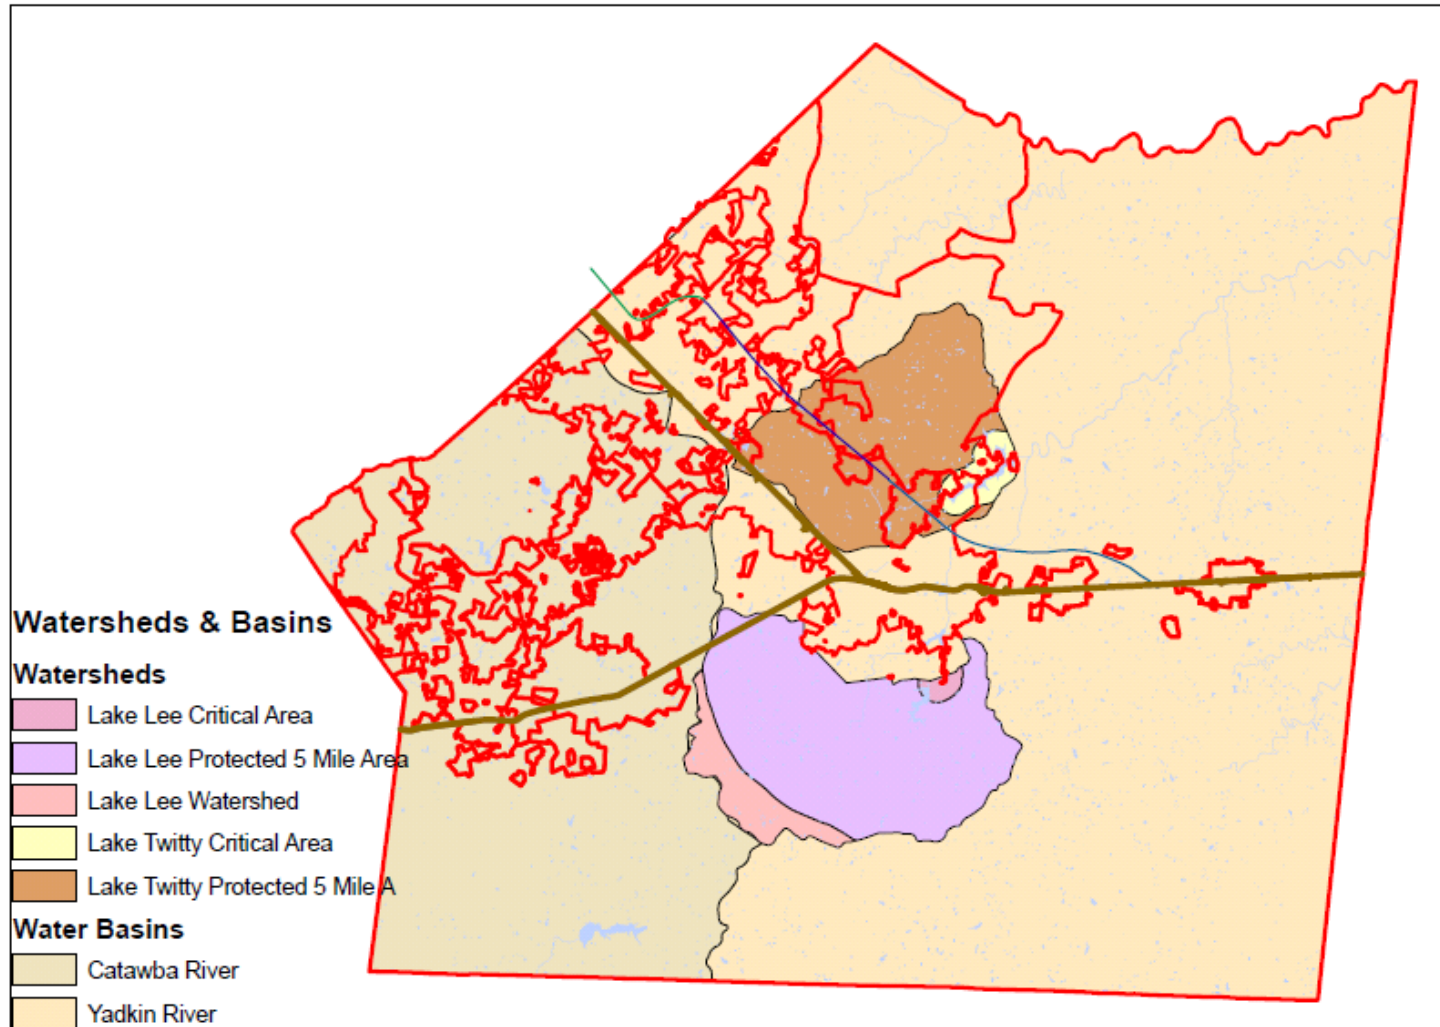 Watersheds & Basins
Watersheds
Lake Lee Critical Area
Lake Lee Protected 5 Mile Area
Lake Lee Watershed
Lake Twitty Critical Area
Lake Twitty Protected 5 Mile A
Water Basins
Catawba River
Yadkin River